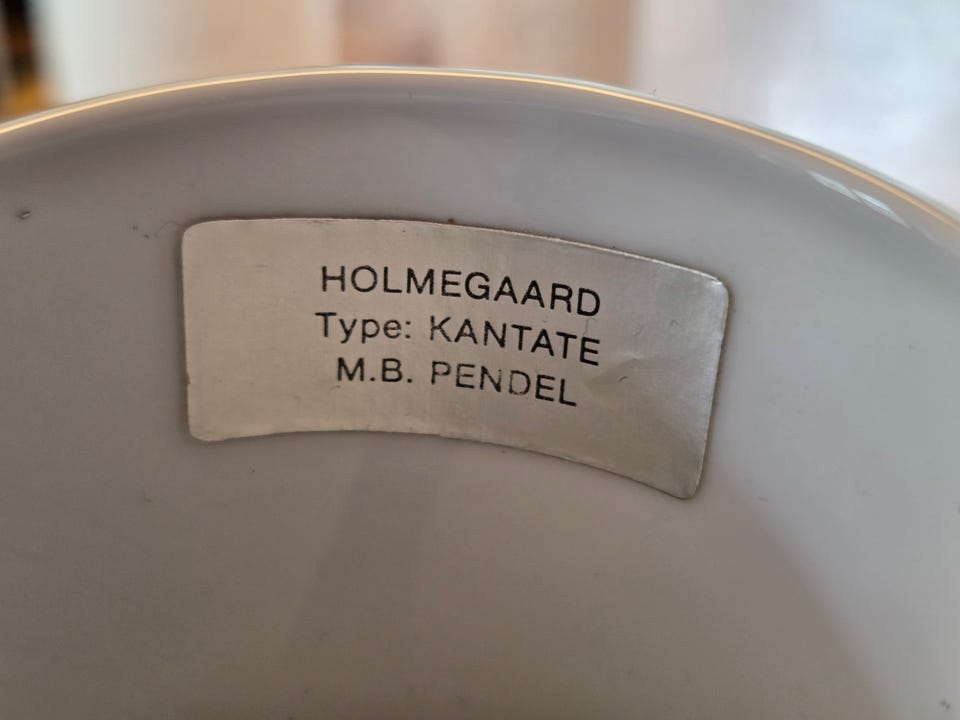 HOLMEGAARD
Type: KANTATE
M.B. PENDEL